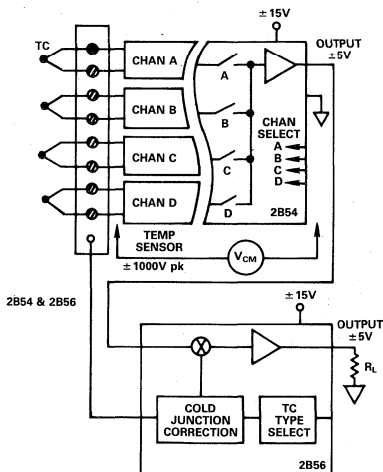 ± 15V
OUTPUT
±5V
TC
CHAN A
A
CHAN B
B
CHAN
SELECT
A
B
C
D
CHAN C
C
CHAN D
D
2B54
TEMP
SENSOR
± 1000V pk
VCM
2B54 & 2B56
± 15V
OUTPUT
±5V
RL
COLD
JUNCTION
CORRECTION
TC
TYPE
SELECT
2B56